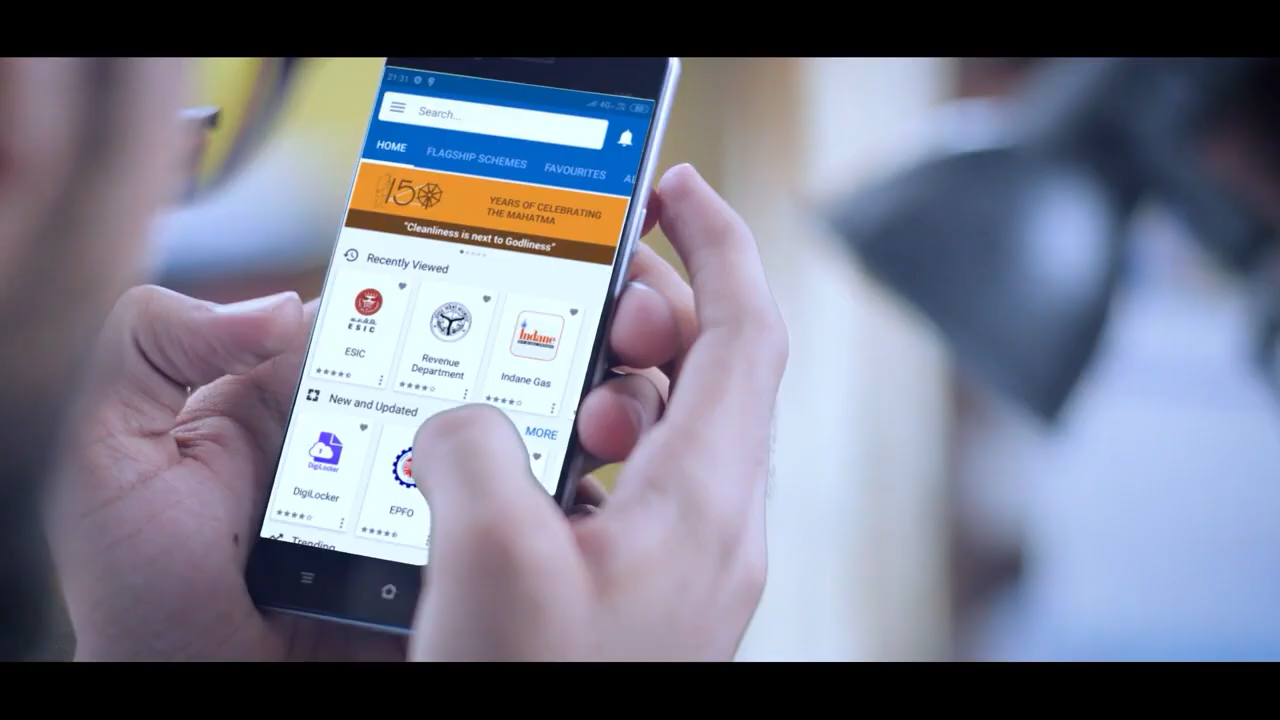 21:31
4G+
Search...
HOME
FLAGSHIP SCHEMES
FAVOURITES
150
YEARS OF CELEBRATING
THE MAHATMA
"Cleanliness is next to Godliness"
Recently Viewed
ESIC
Indane
ESIC
Revenue
Department
Indane Gas
New and Updated
MORE
DigiLocker
DigiLocker
EPFO
Trending